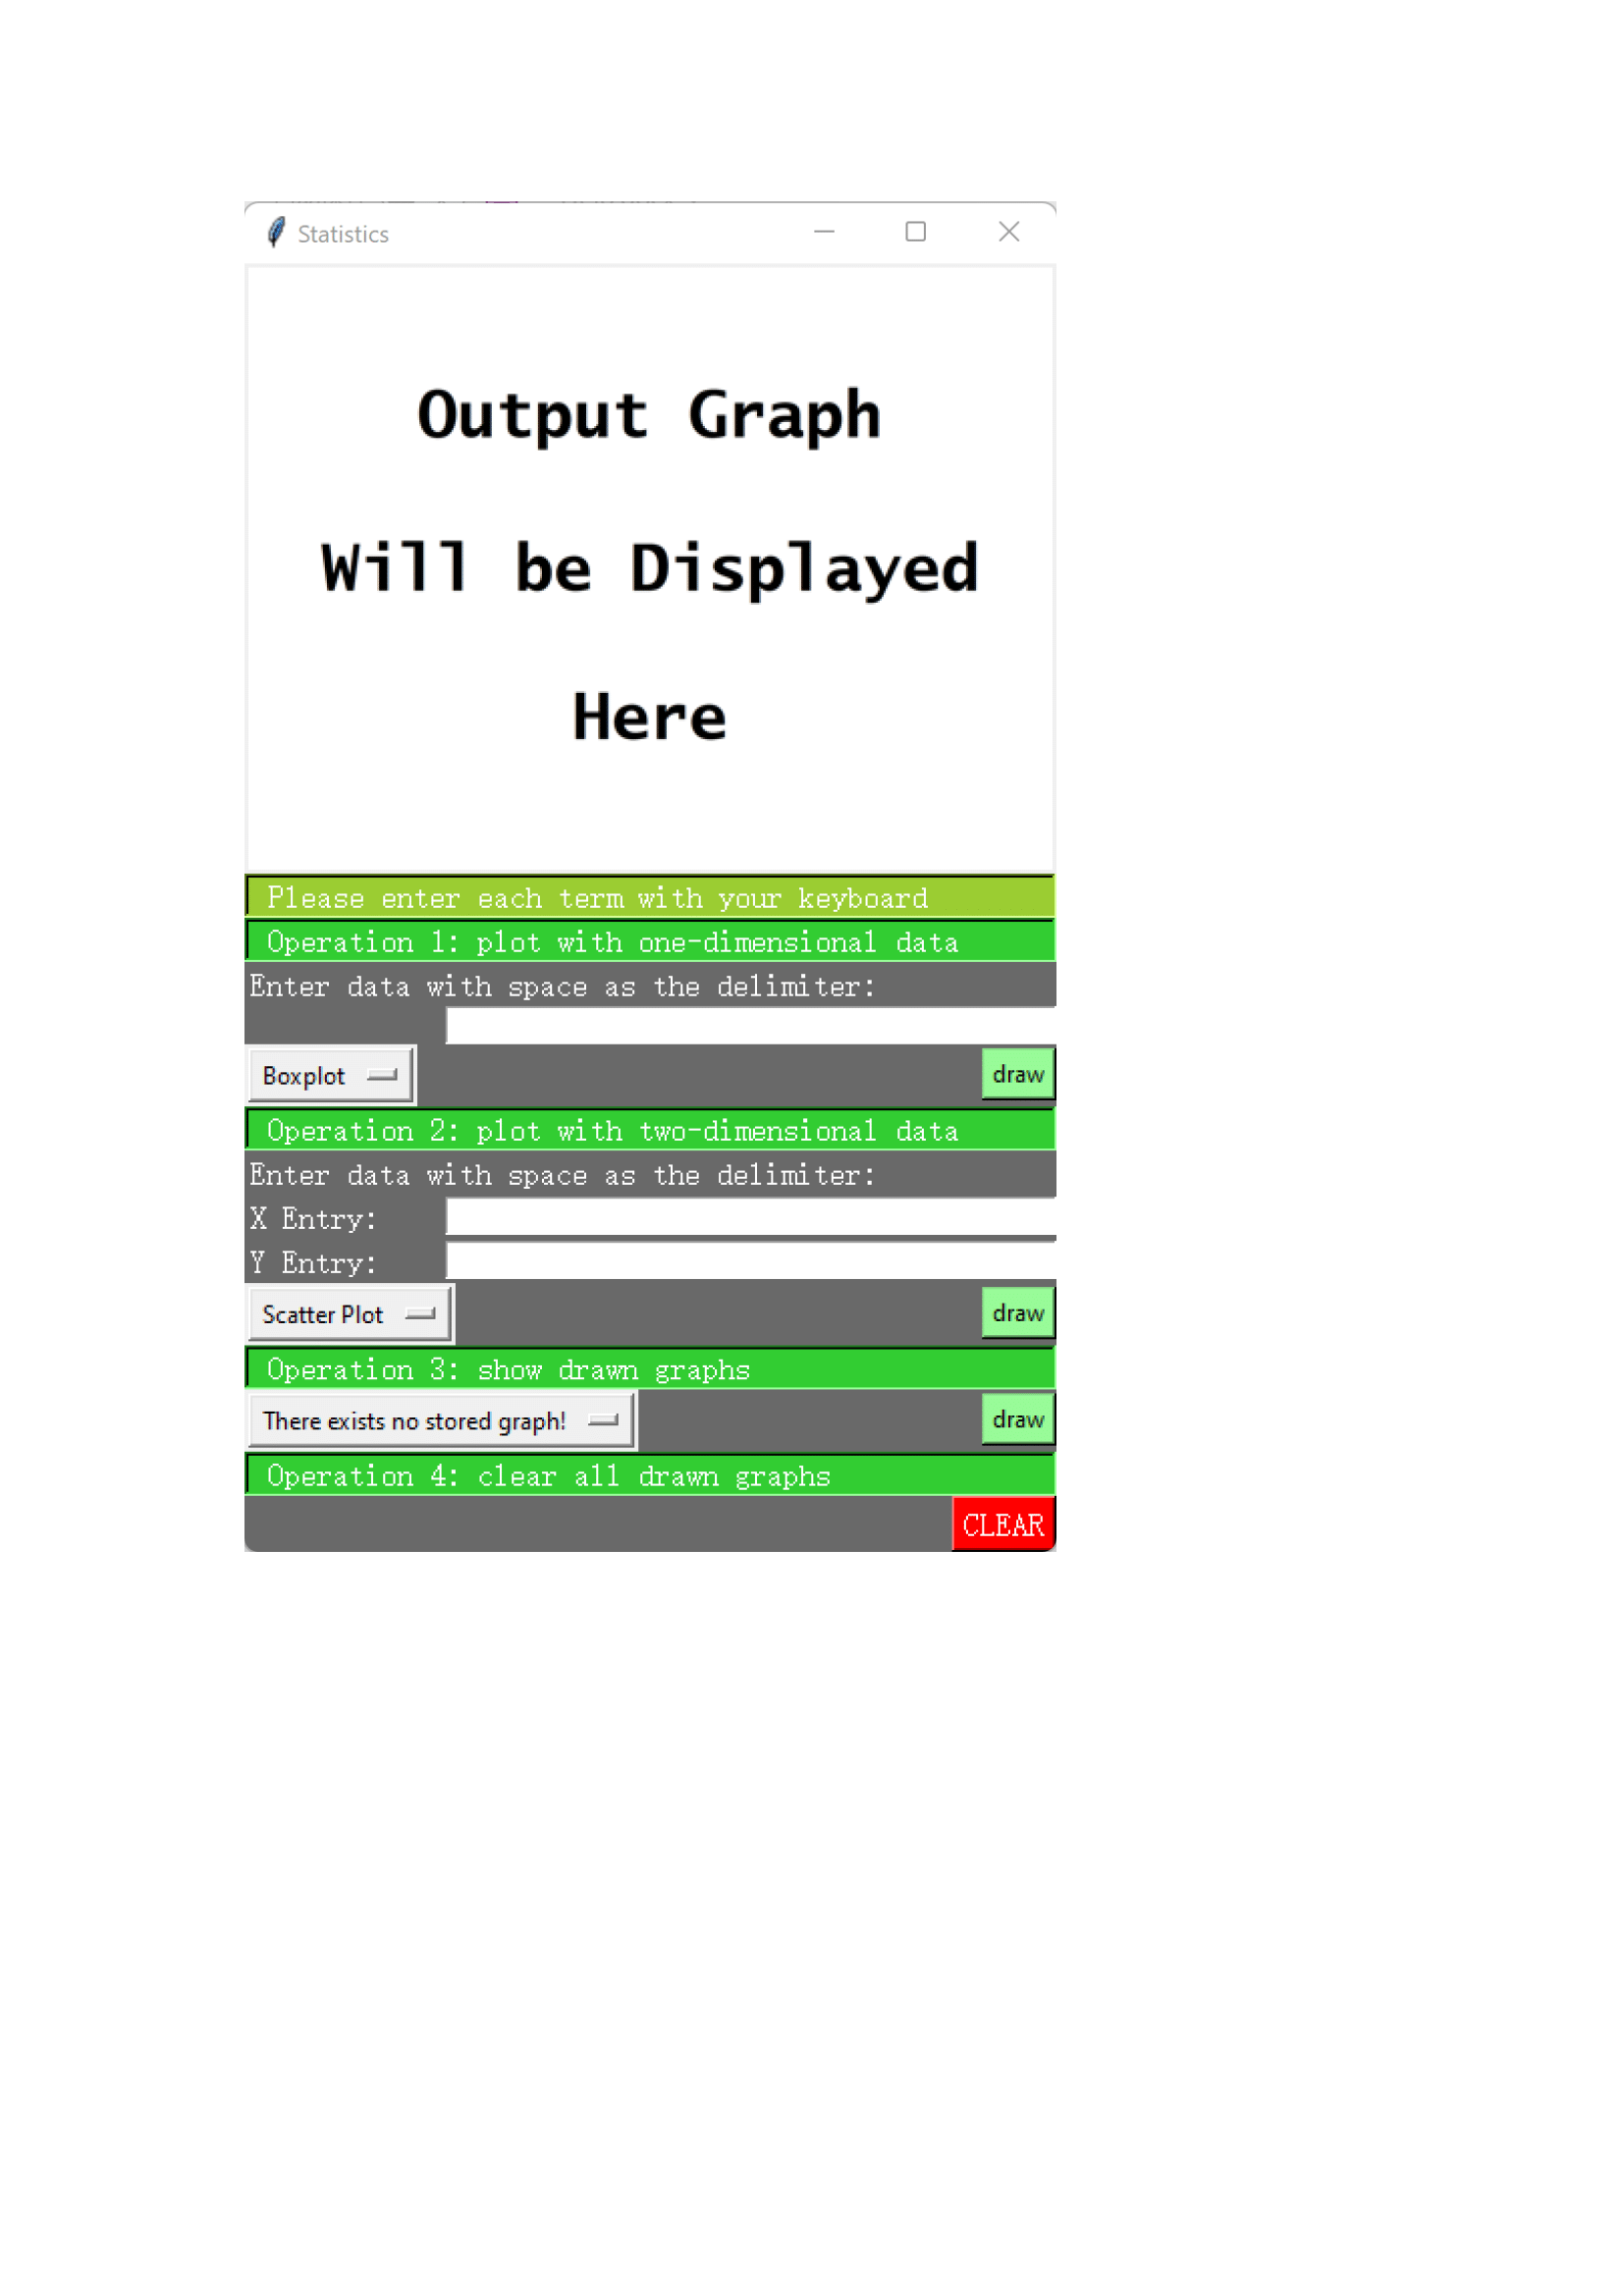 Statistics
Output Graph
Will be Displayed
Here
Please enter each term with your keyboard
Operation 1: plot with one-dimensional data
Enter data with space as the delimiter:
Boxplot draw
Operation 2: plot with two-dimensional data
Enter data with space as the delimiter:
X Entry:
Y Entry:
Scatter Plot draw
Operation 3: show drawn graphs
There exists no stored graph! draw
Operation 4: clear all drawn graphs
CLEAR